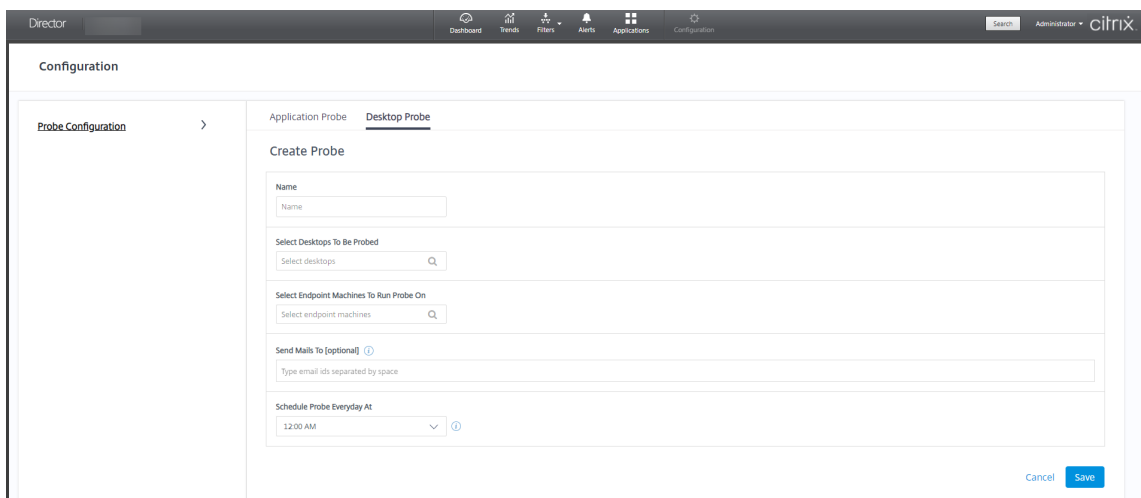 Director
Dashboard
Trends
Filters
Alerts
Applications
Configuration
Search
Administrator
citrix
Configuration
Probe Configuration
Application Probe
Desktop Probe
Create Probe
Name
Name
Select Desktops To Be Probed
Select desktops
Select Endpoint Machines To Run Probe On
Select endpoint machines
Send Mails To [optional]
Type email ids separated by space
Schedule Probe Everyday At
12:00 AM
Cancel
Save